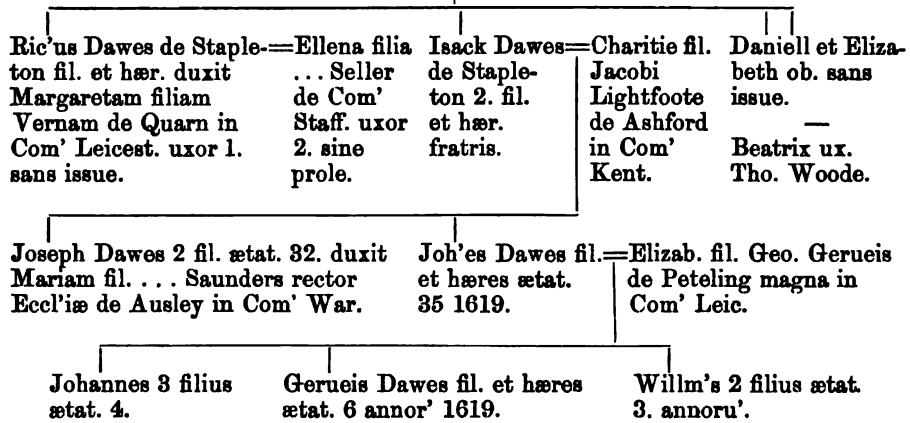 Ric'us Dawes de Staple-
ton fil. et hær. duxit
Margaretam filiam
Vernam de Quarn in
Com' Leicest. uxor 1.
sans issue.
=Ellena filia
... Seller
de Com'
Staff. uxor
2. sine
prole.
Isack Dawes
de Staple-
ton 2. fil.
et hær.
fratris.
=Charitie fil.
Jacobi
Lightfoote
de Ashford
in Com'
Kent.
Daniell et Eliza-
beth ob. sans
issue.
—
Beatrix ux.
Tho. Woode.
Joseph Dawes 2 fil. ætat. 32. duxit
Mariam fil. . . . . Saunders rector
Eccl'iæ de Ausley in Com' War.
Joh'es Dawes fil.
et hæres ætat.
35 1619.
=Elizab. fil. Geo. Gerueis
de Peteling magna in
Com' Leic.
Johannes 3 filius
ætat. 4.
Gerueis Dawes fil. et hæres
ætat. 6 annor' 1619.
Willm's 2 filius ætat.
3. annoru'.